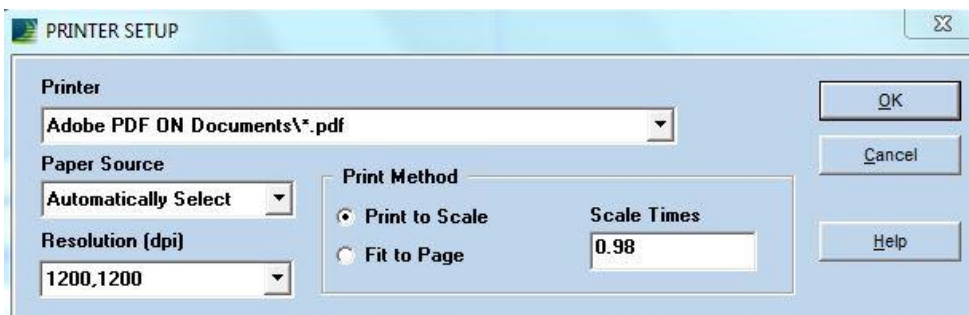 PRINTER SETUP
Printer
Adobe PDF ON Documents\*.pdf
OK
Cancel
Paper Source
Automatically Select
Print Method
Print to Scale
Scale Times
0.98
Fit to Page
Resolution (dpi)
1200,1200
Help